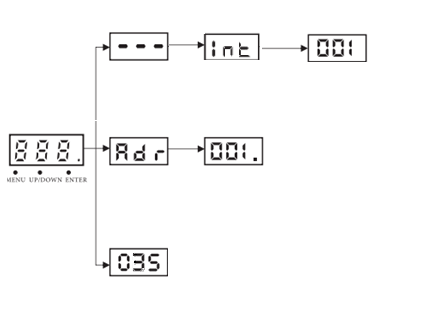 --- Int 001
888.
MENU UP/DOWN ENTER
Adr 001.
035